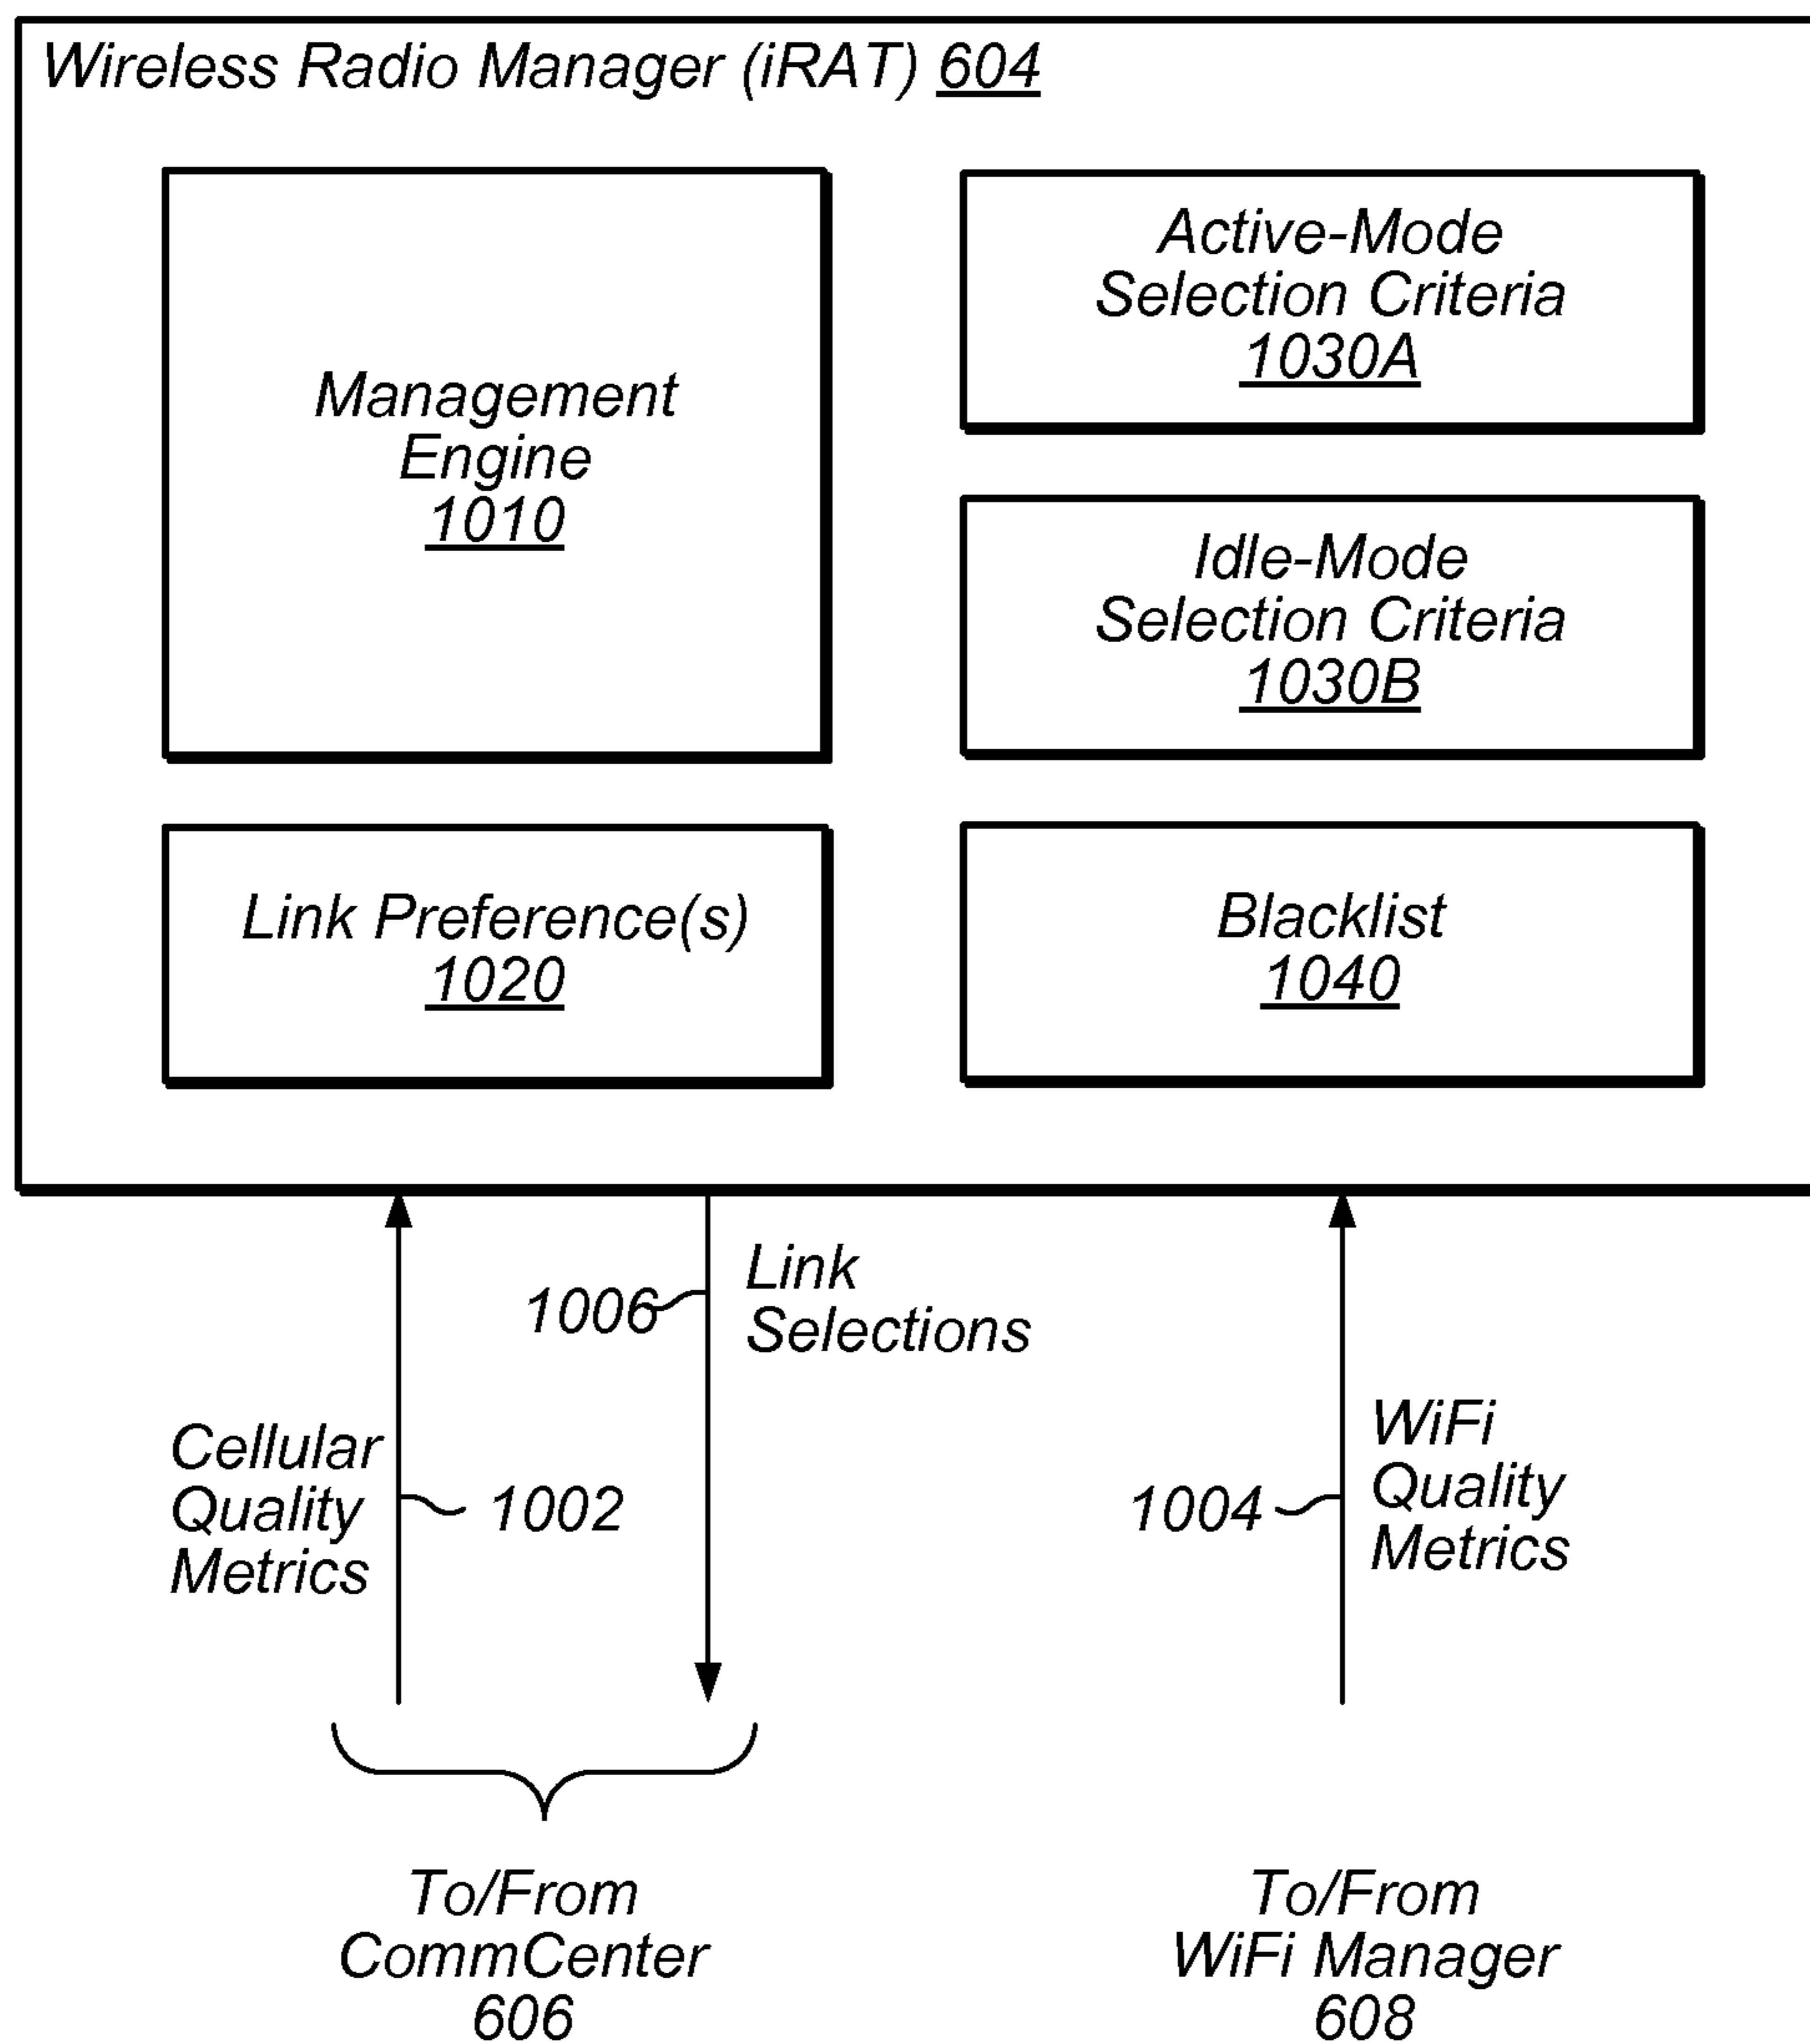 Wireless Radio Manager (iRAT) 604
Management
Engine
1010
Active-Mode
Selection Criteria
1030A
Idle-Mode
Selection Criteria
1030B
Link Preference(s)
1020
Blacklist
1040
Cellular
Quality
Metrics
1002
1006
Link
Selections
1004
WiFi
Quality
Metrics
To/From
CommCenter
606
To/From
WiFi Manager
608